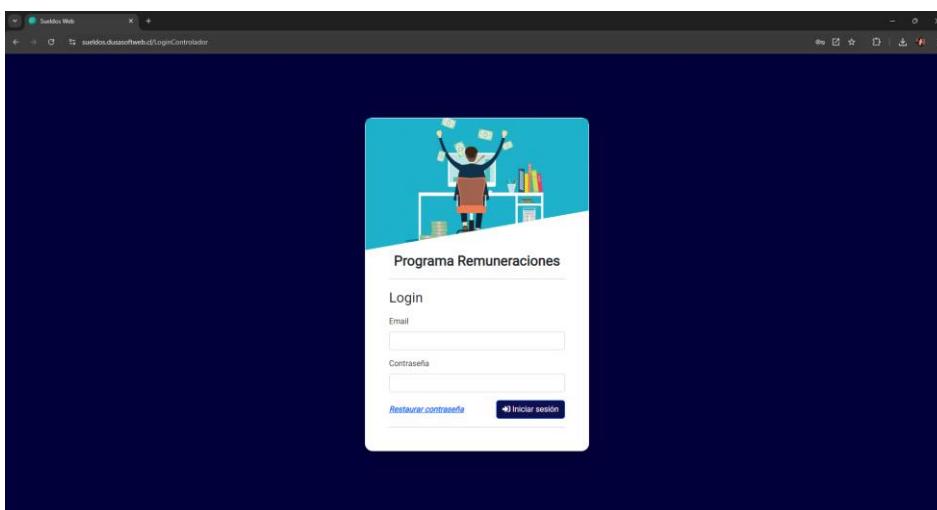 Sueldos Web
sueldos.dusasoftweb.cl/LoginControlador
Programa Remuneraciones
Login
Email
Contraseña
Restaurar contraseña
Iniciar sesión